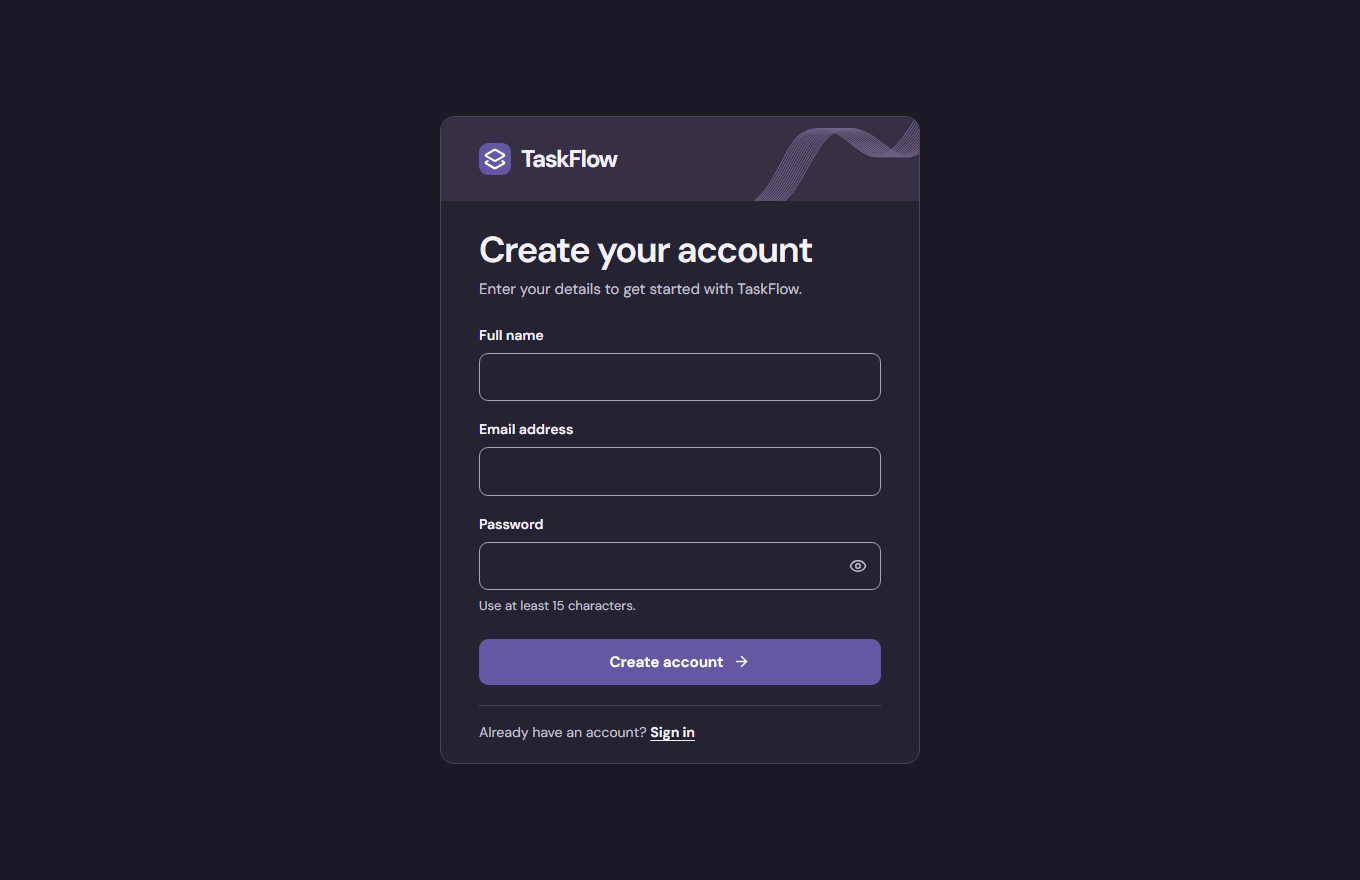 TaskFlow
Create your account
Enter your details to get started with TaskFlow.
Full name
Email address
Password
Use at least 15 characters.
Create account
Already have an account? Sign in